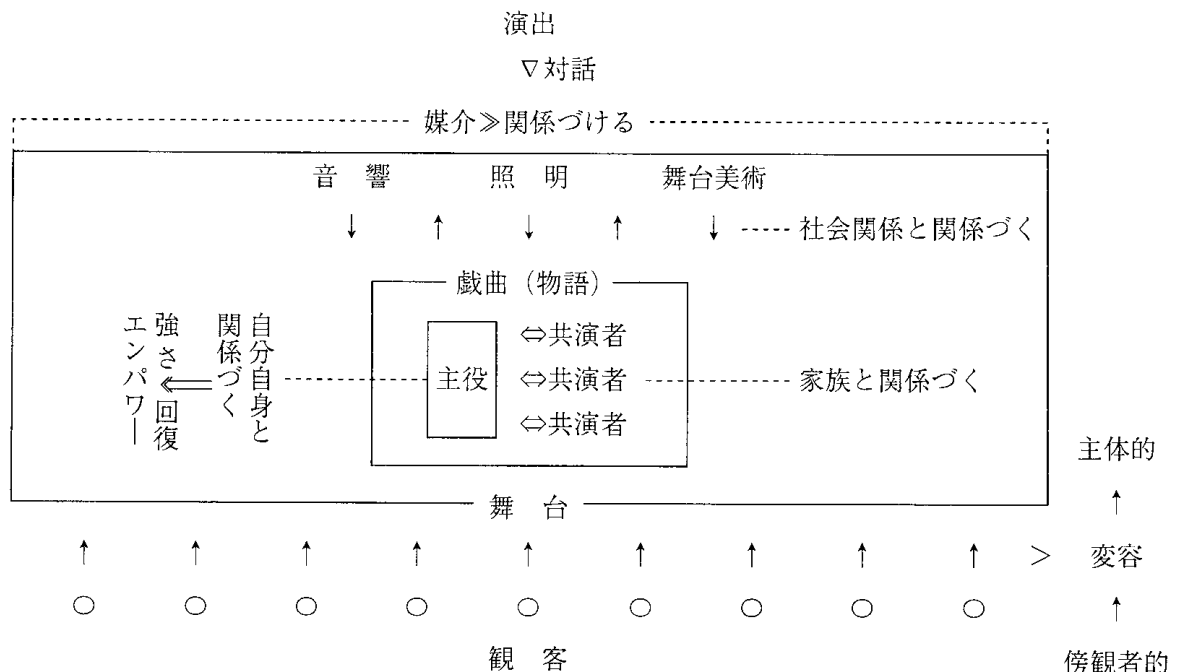 演出
▽対話
媒介≫関係づける
音響　照明　舞台美術
↓ ↑ ↓ ↑ ↓ 社会関係と関係づく
戯曲（物語）
自分自身と
関係づく
⇐
強さ回復
エンパワー
主役
⇔共演者
⇔共演者
⇔共演者
家族と関係づく
舞台
↑ ↑ ↑ ↑ ↑ ↑ ↑ ↑ ↑ ＞ 変容
○ ○ ○ ○ ○ ○ ○ ○ ○
観客
主体的
↑
↑
傍観者的